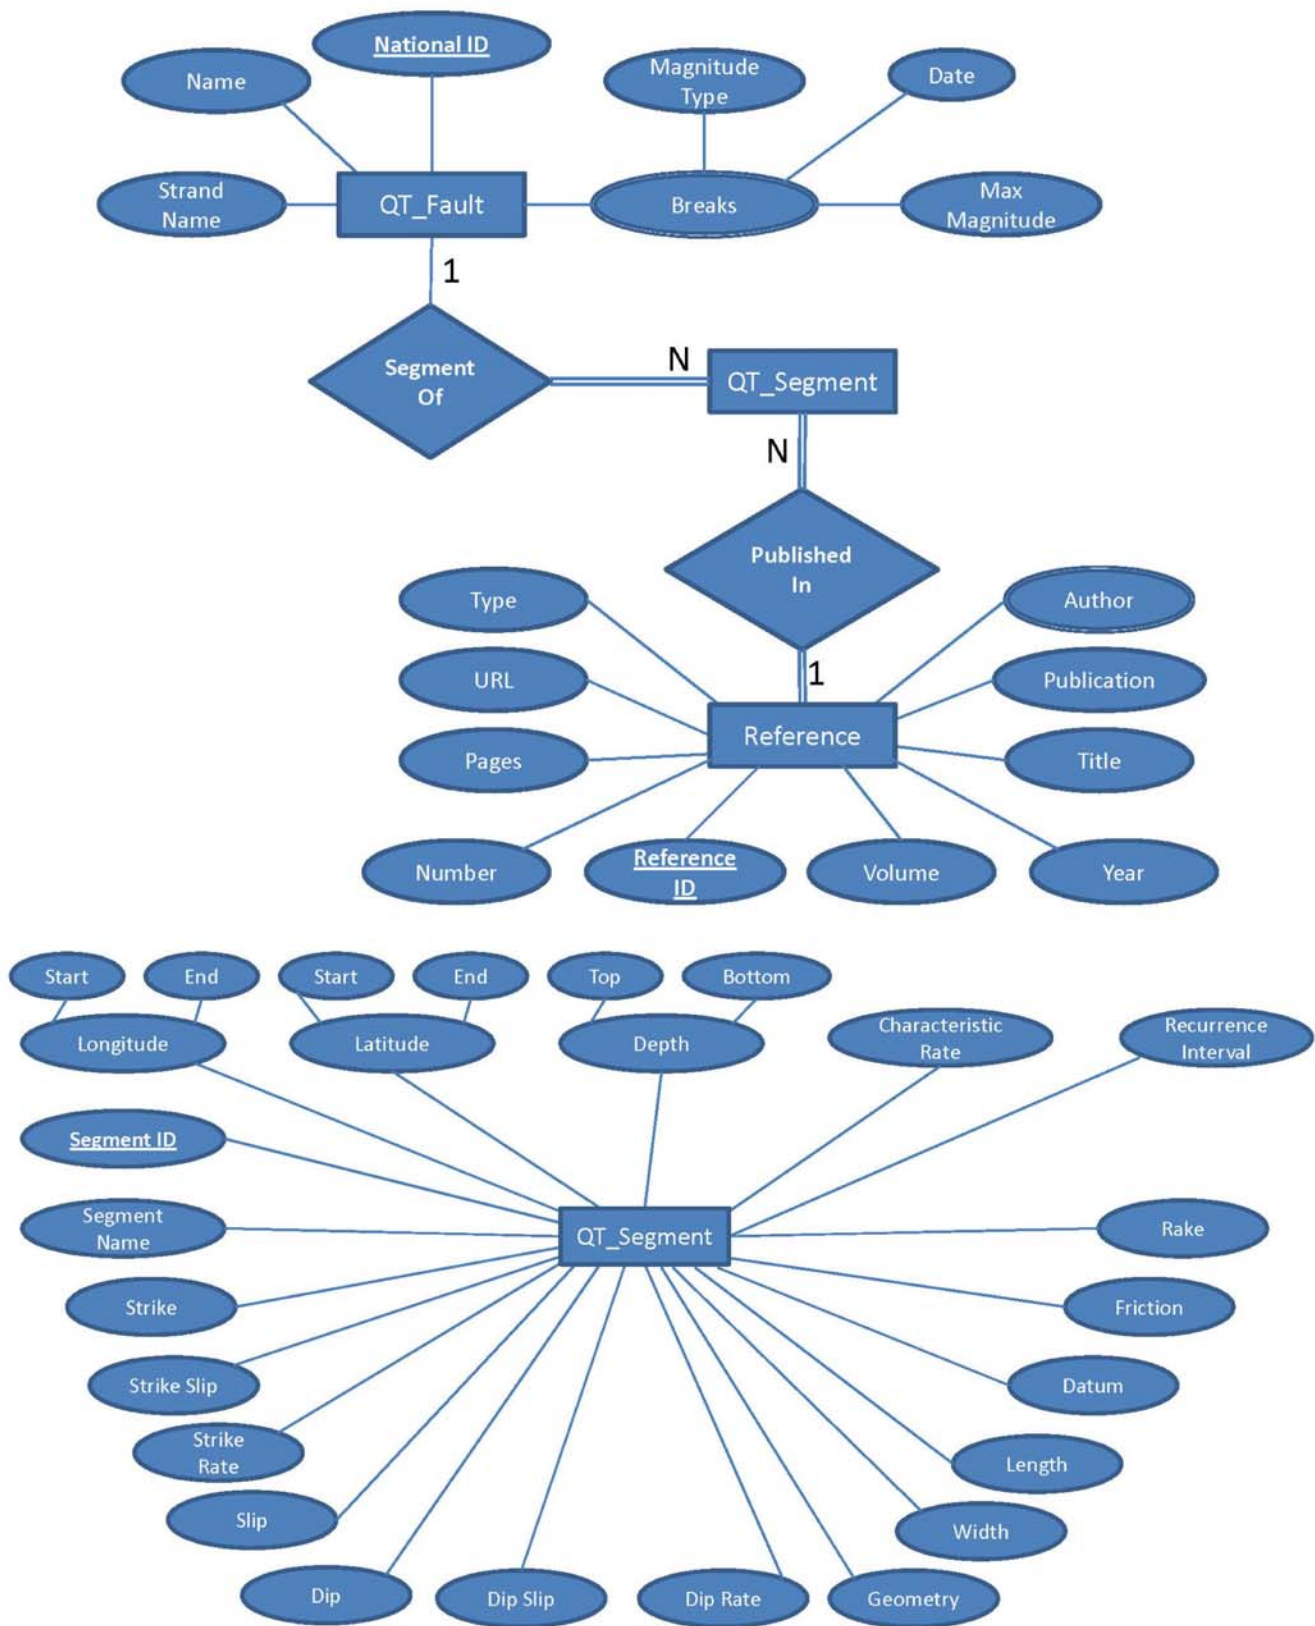 National ID
Name
Magnitude
Type
Date
Strand
Name
QT_Fault
Breaks
Max
Magnitude
1
Segment
Of
N
QT_Segment
N
Published
In
Type
Author
URL
1
Publication
Pages
Reference
Title
Number
Reference
ID
Volume
Year
Start
End
Start
End
Top
Bottom
Longitude
Latitude
Depth
Characteristic
Rate
Recurrence
Interval
Segment ID
Segment
Name
QT_Segment
Rake
Strike
Friction
Strike Slip
Datum
Strike
Rate
Length
Slip
Width
Dip
Dip Slip
Dip Rate
Geometry